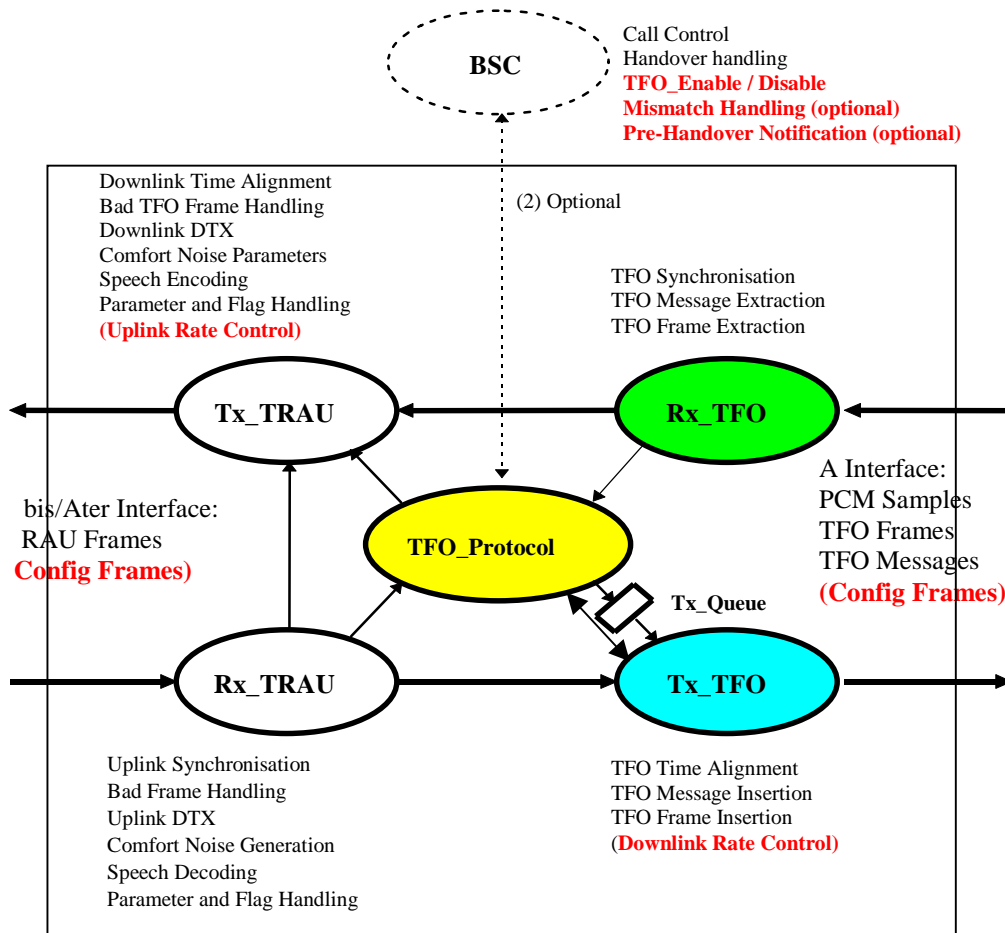 BSC
Call Control
Handover handling
TFO_Enable / Disable
Mismatch Handling (optional)
Pre-Handover Notification (optional)
Downlink Time Alignment
Bad TFO Frame Handling
Downlink DTX
Comfort Noise Parameters
Speech Encoding
Parameter and Flag Handling
(Uplink Rate Control)
(2) Optional
TFO Synchronisation
TFO Message Extraction
TFO Frame Extraction
Tx_TRAU
Rx_TFO
bis/Ater Interface:
RAU Frames
Config Frames)
TFO_Protocol
A Interface:
PCM Samples
TFO Frames
TFO Messages
(Config Frames)
Tx_Queue
Rx_TRAU
Tx_TFO
Uplink Synchronisation
Bad Frame Handling
Uplink DTX
Comfort Noise Generation
Speech Decoding
Parameter and Flag Handling
TFO Time Alignment
TFO Message Insertion
TFO Frame Insertion
(Downlink Rate Control)